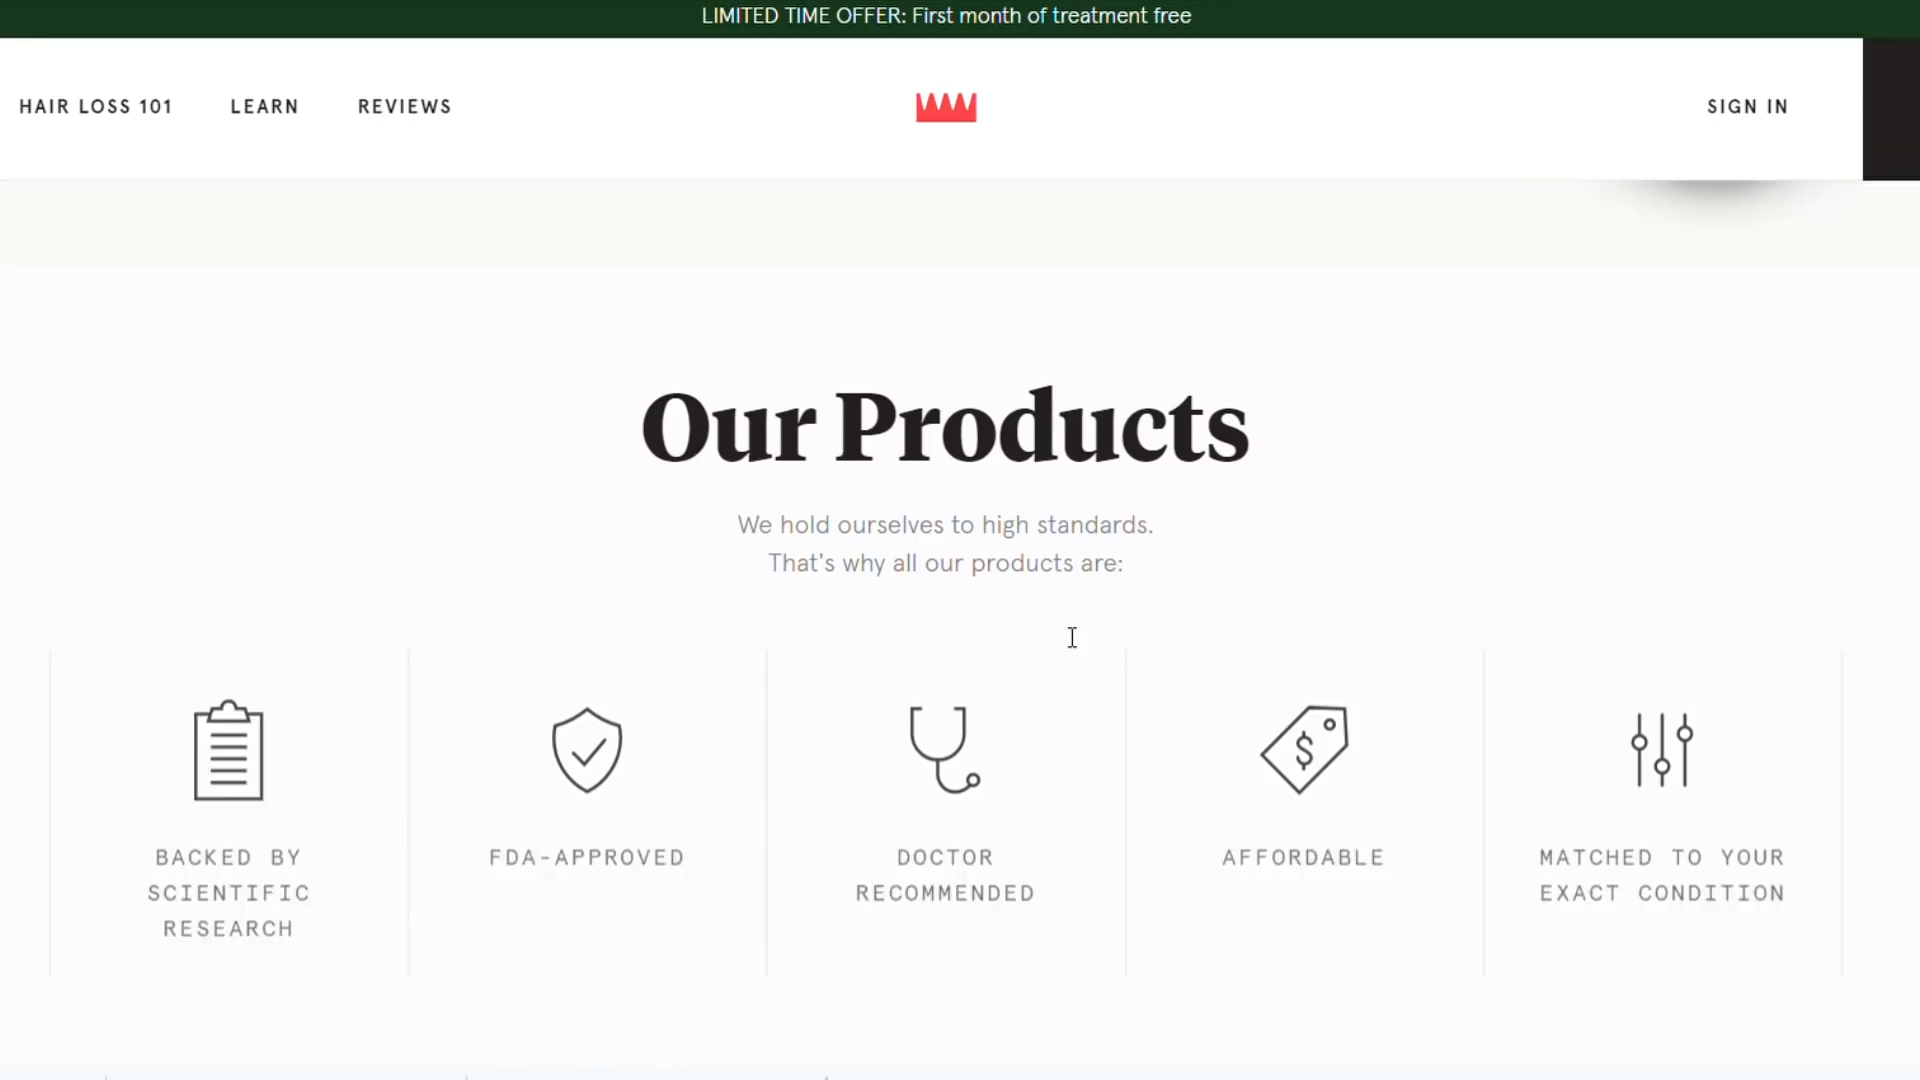 LIMITED TIME OFFER: First month of treatment free
HAIR LOSS 101 LEARN REVIEWS SIGN IN
Our Products
We hold ourselves to high standards.
That's why all our products are:
BACKED BY
SCIENTIFIC
RESEARCH
FDA-APPROVED
DOCTOR
RECOMMENDED
$
AFFORDABLE
MATCHED TO YOUR
EXACT CONDITION